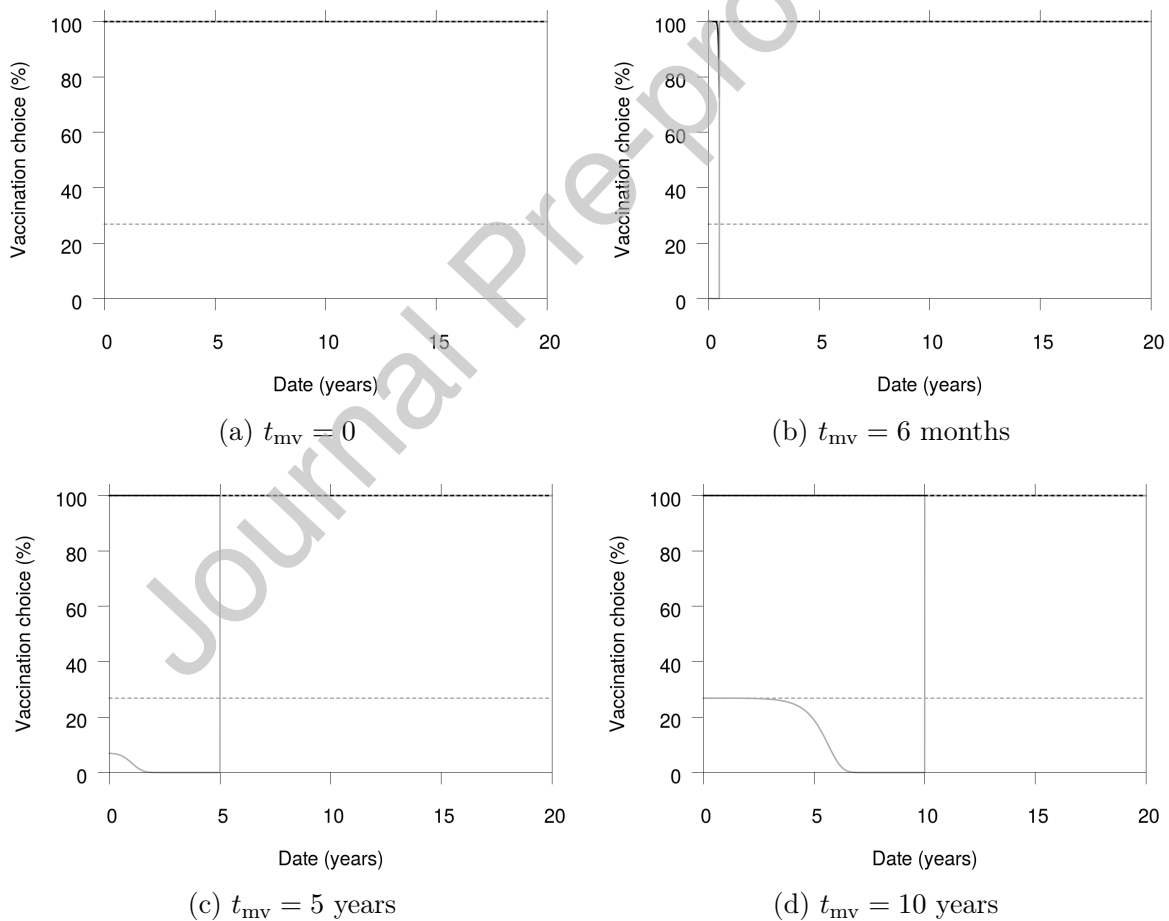 Journal Pre-pro
Vaccination choice (%)
100
80
60
40
20
0
0 5 10 15 20
Date (years)
(a) t_mv = 0
Vaccination choice (%)
100
80
60
40
20
0
0 5 10 15 20
Date (years)
(b) t_mv = 6 months
Vaccination choice (%)
100
80
60
40
20
0
0 5 10 15 20
Date (years)
(c) t_mv = 5 years
Vaccination choice (%)
100
80
60
40
20
0
0 5 10 15 20
Date (years)
(d) t_mv = 10 years